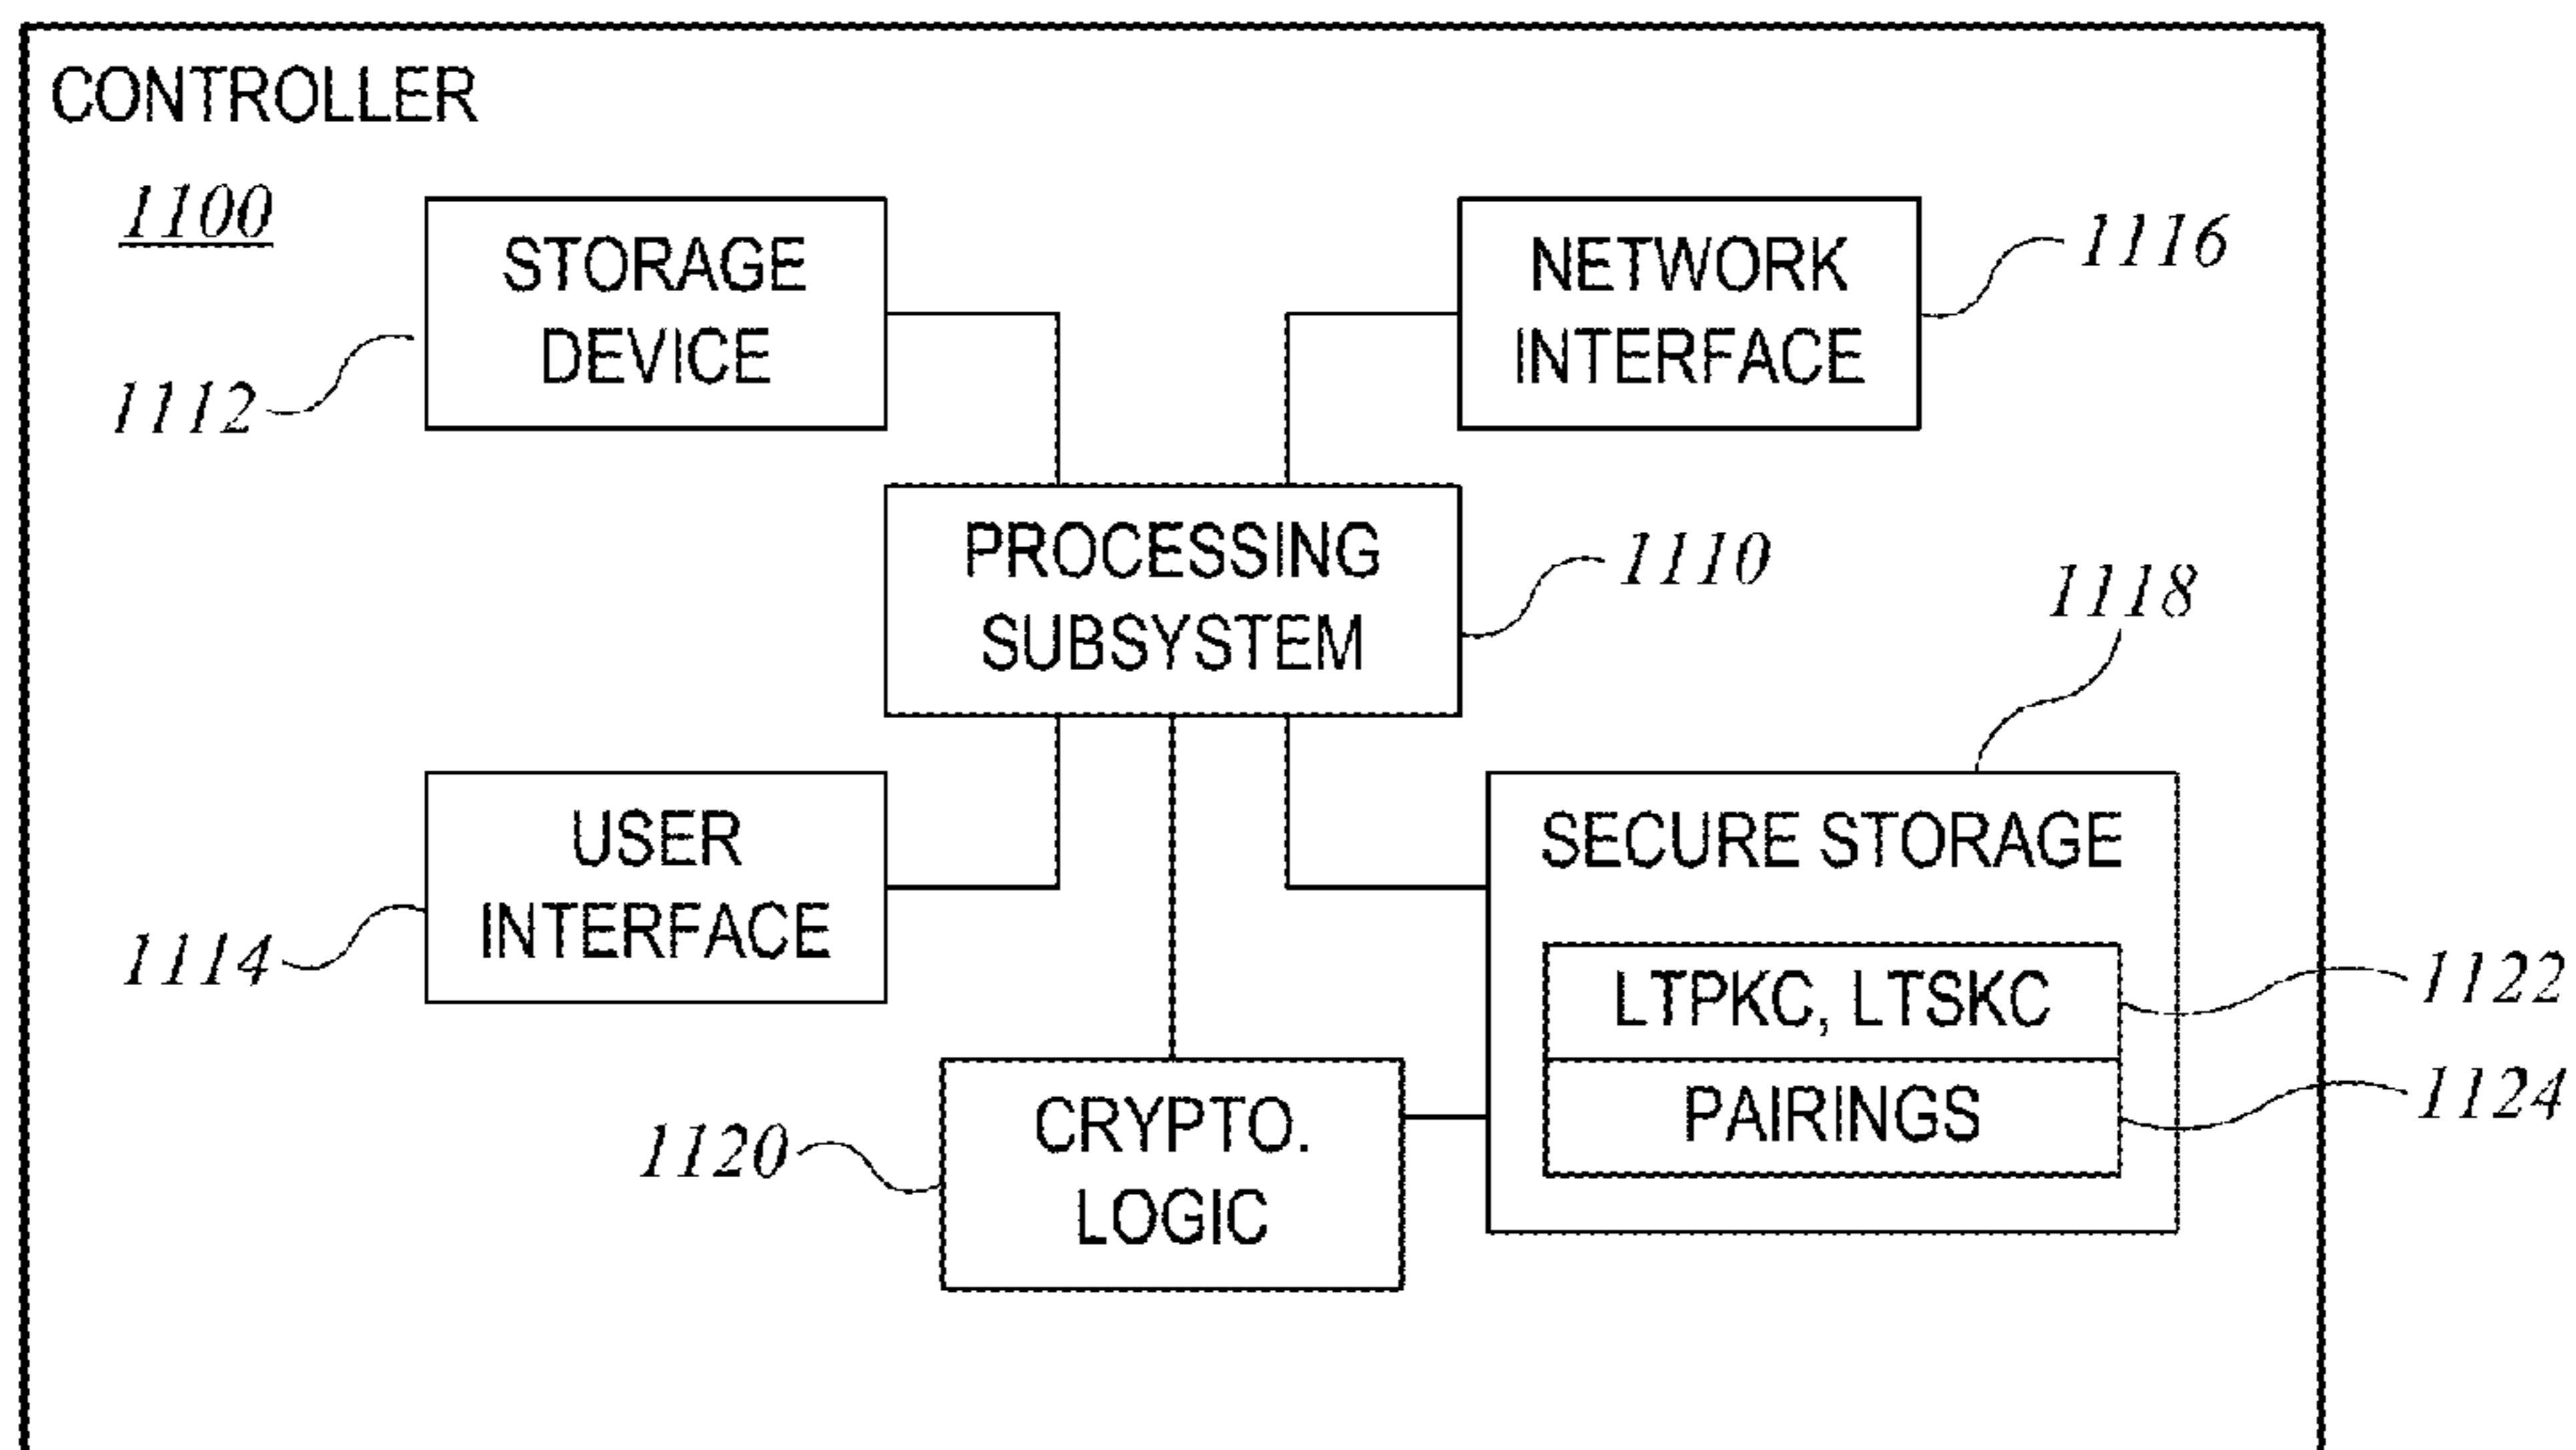 CONTROLLER
1100
STORAGE
DEVICE
1112
NETWORK
INTERFACE
1116
PROCESSING
SUBSYSTEM
1110
1118
USER
INTERFACE
1114
SECURE STORAGE
LTPKC, LTSKC
1122
PAIRINGS
1124
CRYPTO.
LOGIC
1120